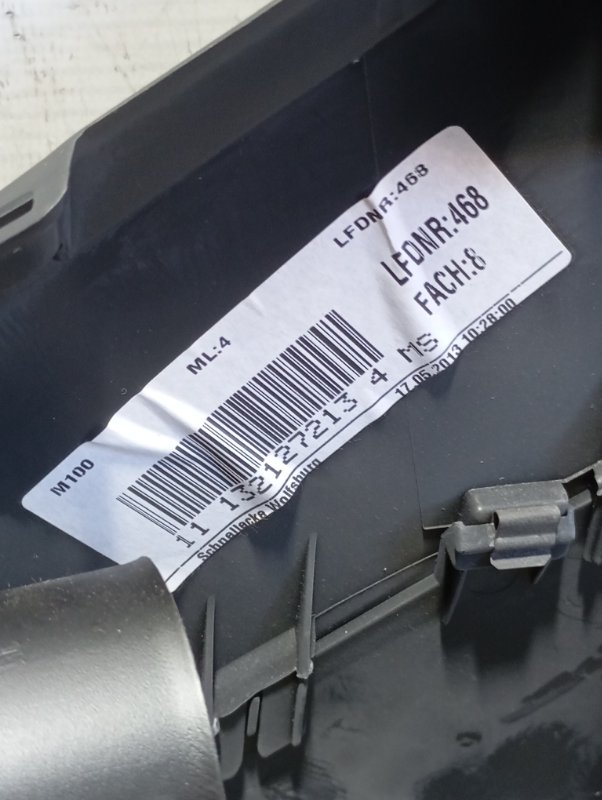 LFDNR:468
LFDNR:468
FACH:8
ML:4
M100
11 132127213 4 MS
17.05.2013 10:28:00
Schnellecke Wolfsburg